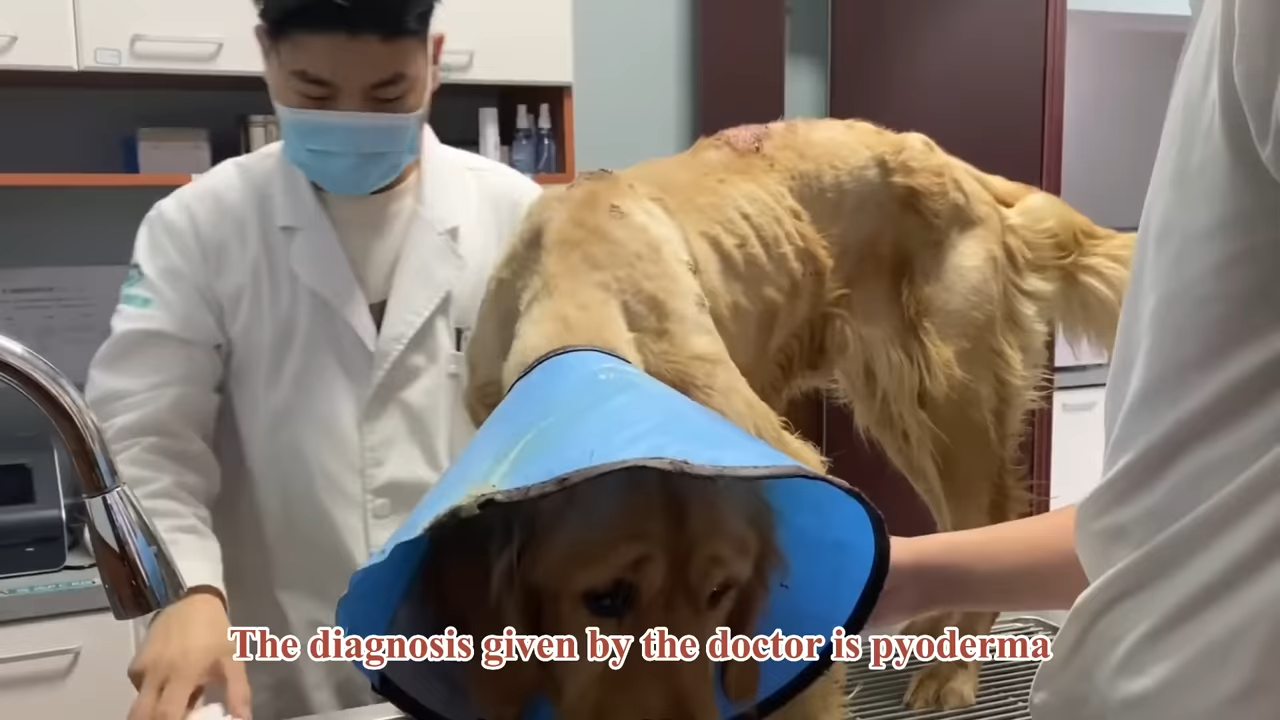 The diagnosis given by the doctor is pyoderma